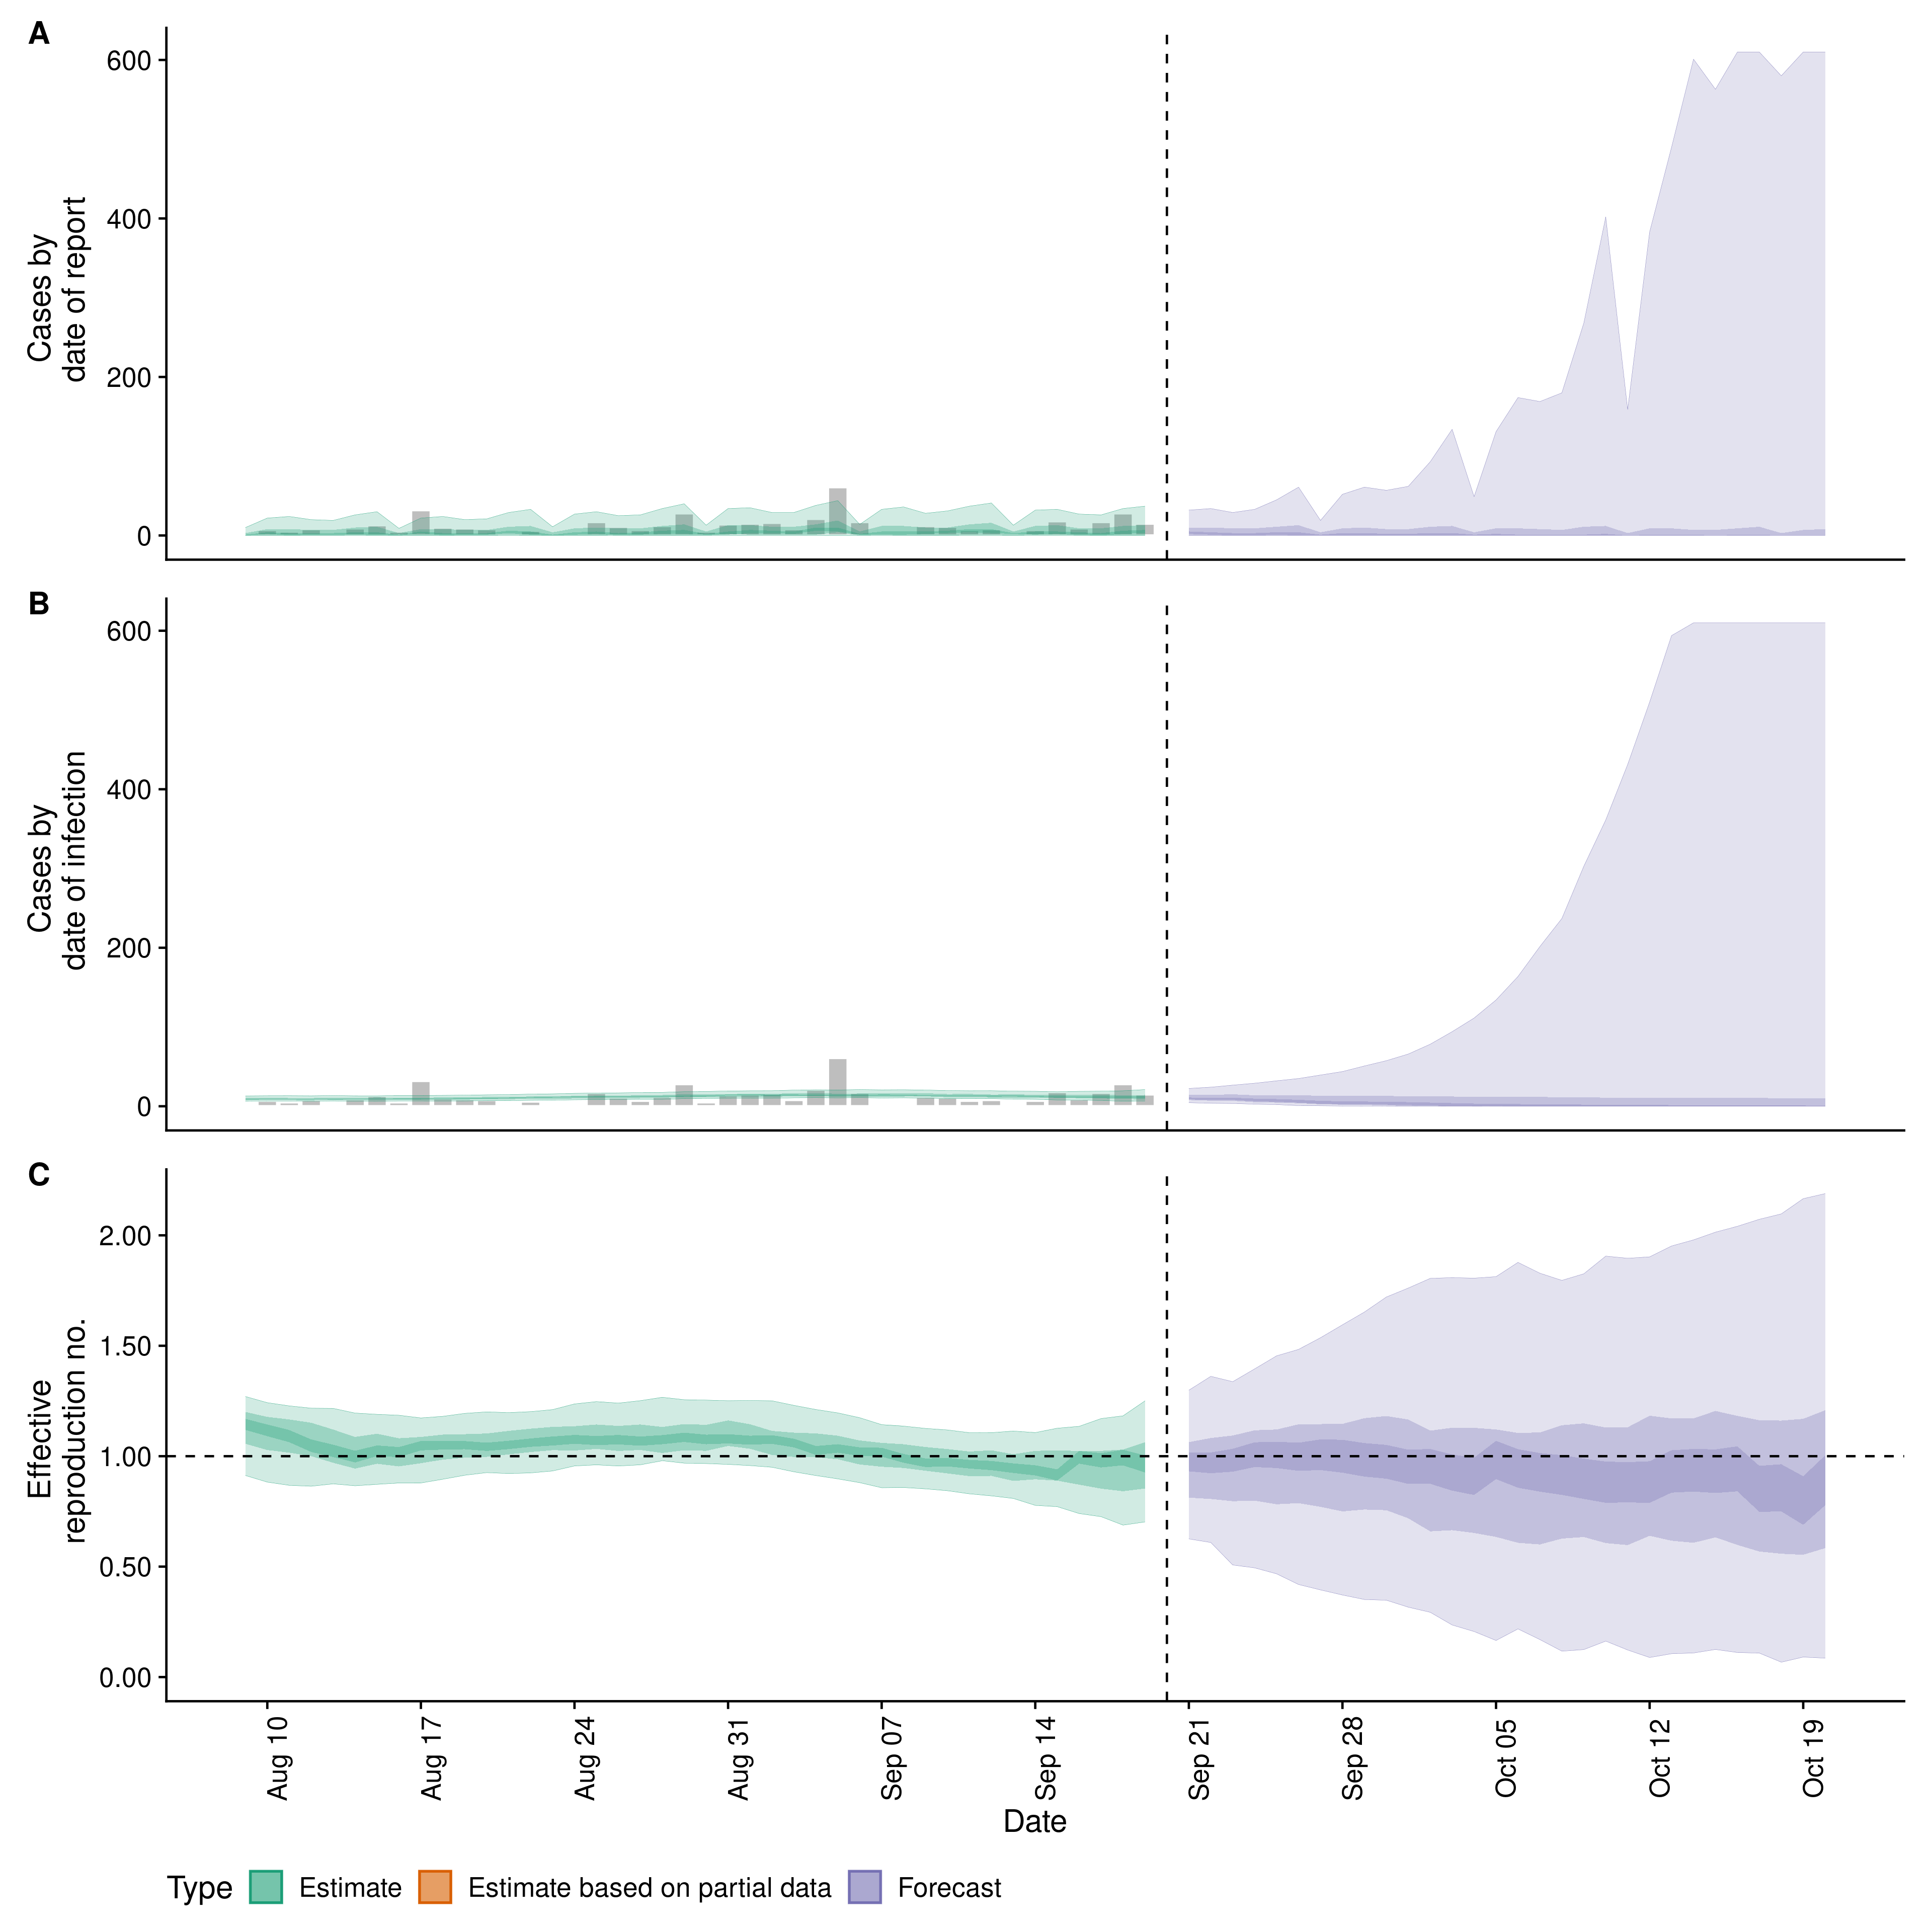 A
600
400
200
0
Cases by
date of report
B
600
400
200
0
Cases by
date of infection
C
2.00
1.50
1.00
0.50
0.00
Effective
reproduction no.
Aug 10
Aug 17
Aug 24
Aug 31
Sep 07
Sep 14
Sep 21
Sep 28
Oct 05
Oct 12
Oct 19
Date
Type Estimate Estimate based on partial data Forecast